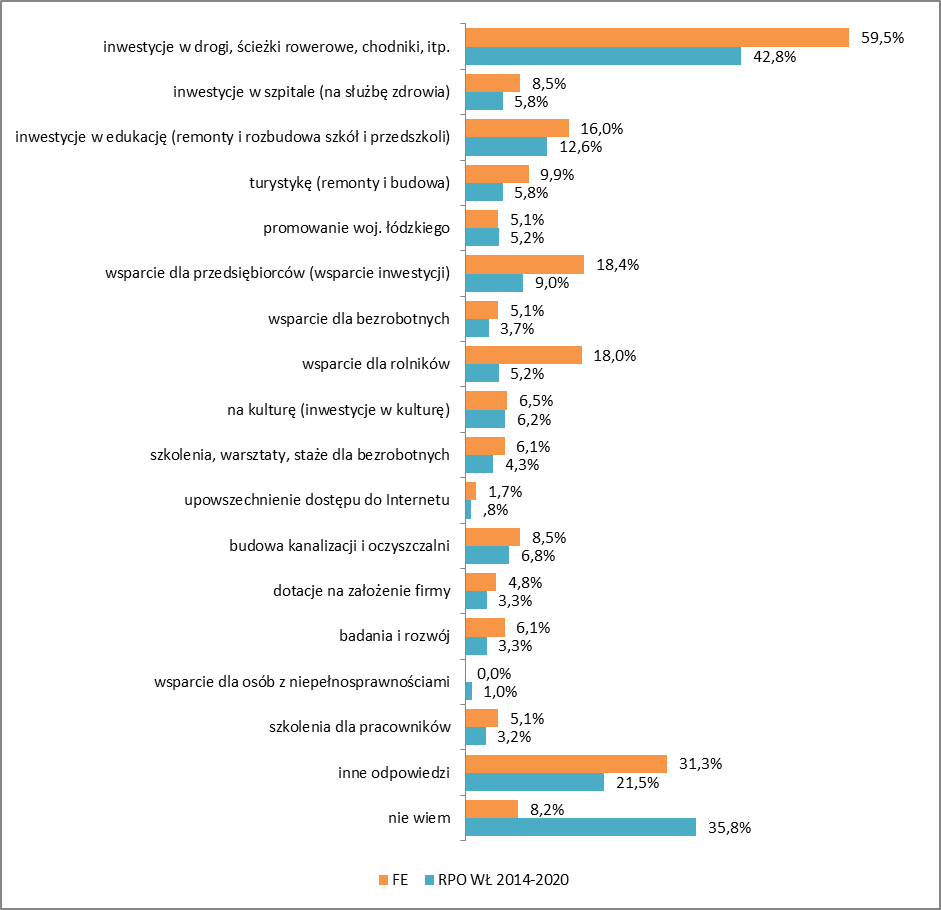 inwestycje w drogi, ścieżki rowerowe, chodniki, itp.
59,5%
42,8%
inwestycje w szpitale (na służbę zdrowia)
8,5%
5,8%
inwestycje w edukację (remonty i rozbudowa szkół i przedszkoli)
16,0%
12,6%
turystykę (remonty i budowa)
9,9%
5,8%
promowanie woj. łódzkiego
5,1%
5,2%
wsparcie dla przedsiębiorców (wsparcie inwestycji)
18,4%
9,0%
wsparcie dla bezrobotnych
5,1%
3,7%
wsparcie dla rolników
18,0%
5,2%
na kulturę (inwestycje w kulturę)
6,5%
6,2%
szkolenia, warsztaty, staże dla bezrobotnych
6,1%
4,3%
upowszechnienie dostępu do Internetu
1,7%
,8%
budowa kanalizacji i oczyszczalni
8,5%
6,8%
dotacje na założenie firmy
4,8%
3,3%
badania i rozwój
6,1%
3,3%
wsparcie dla osób z niepełnosprawnościami
0,0%
1,0%
szkolenia dla pracowników
5,1%
3,2%
inne odpowiedzi
31,3%
21,5%
nie wiem
8,2%
35,8%
FE RPO WŁ 2014-2020